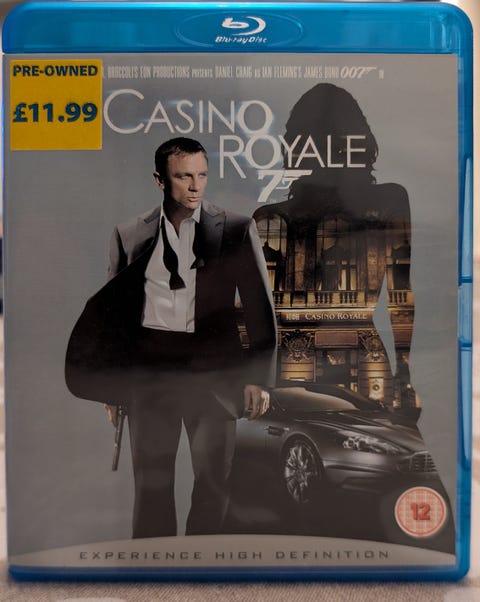 Blu-ray Disc
PRE-OWNED
£11.99
BROCCOLI'S EON PRODUCTIONS PRESENTS DANIEL CRAIG AS IAN FLEMING'S JAMES BOND 007 IN
CASINO
ROYALE
007
CASINO ROYALE
12
EXPERIENCE HIGH DEFINITION